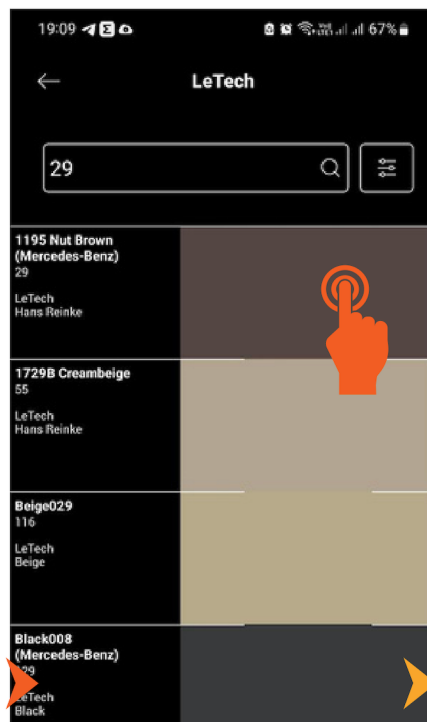 19:09
67%
LeTech
29
1195 Nut Brown
(Mercedes-Benz)
29
LeTech
Hans Reinke
1729B Creambeige
55
LeTech
Hans Reinke
Beige029
116
LeTech
Beige
Black008
(Mercedes-Benz)
LeTech
Black